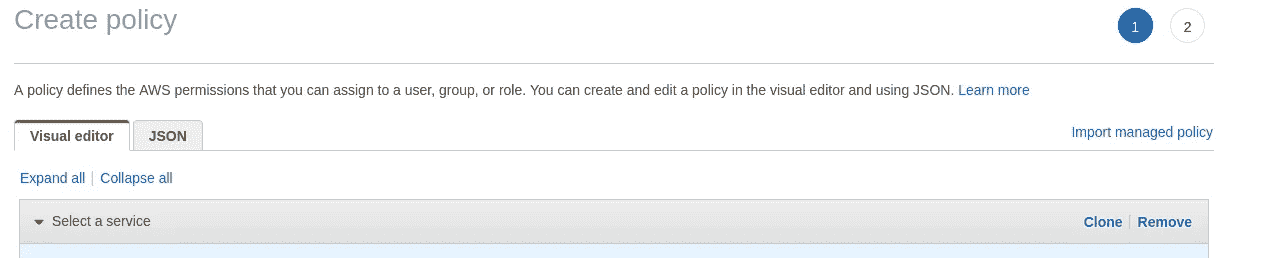 Create policy
1 2
A policy defines the AWS permissions that you can assign to a user, group, or role. You can create and edit a policy in the visual editor and using JSON. Learn more
Visual editor JSON Import managed policy
Expand all Collapse all
Select a service Clone Remove